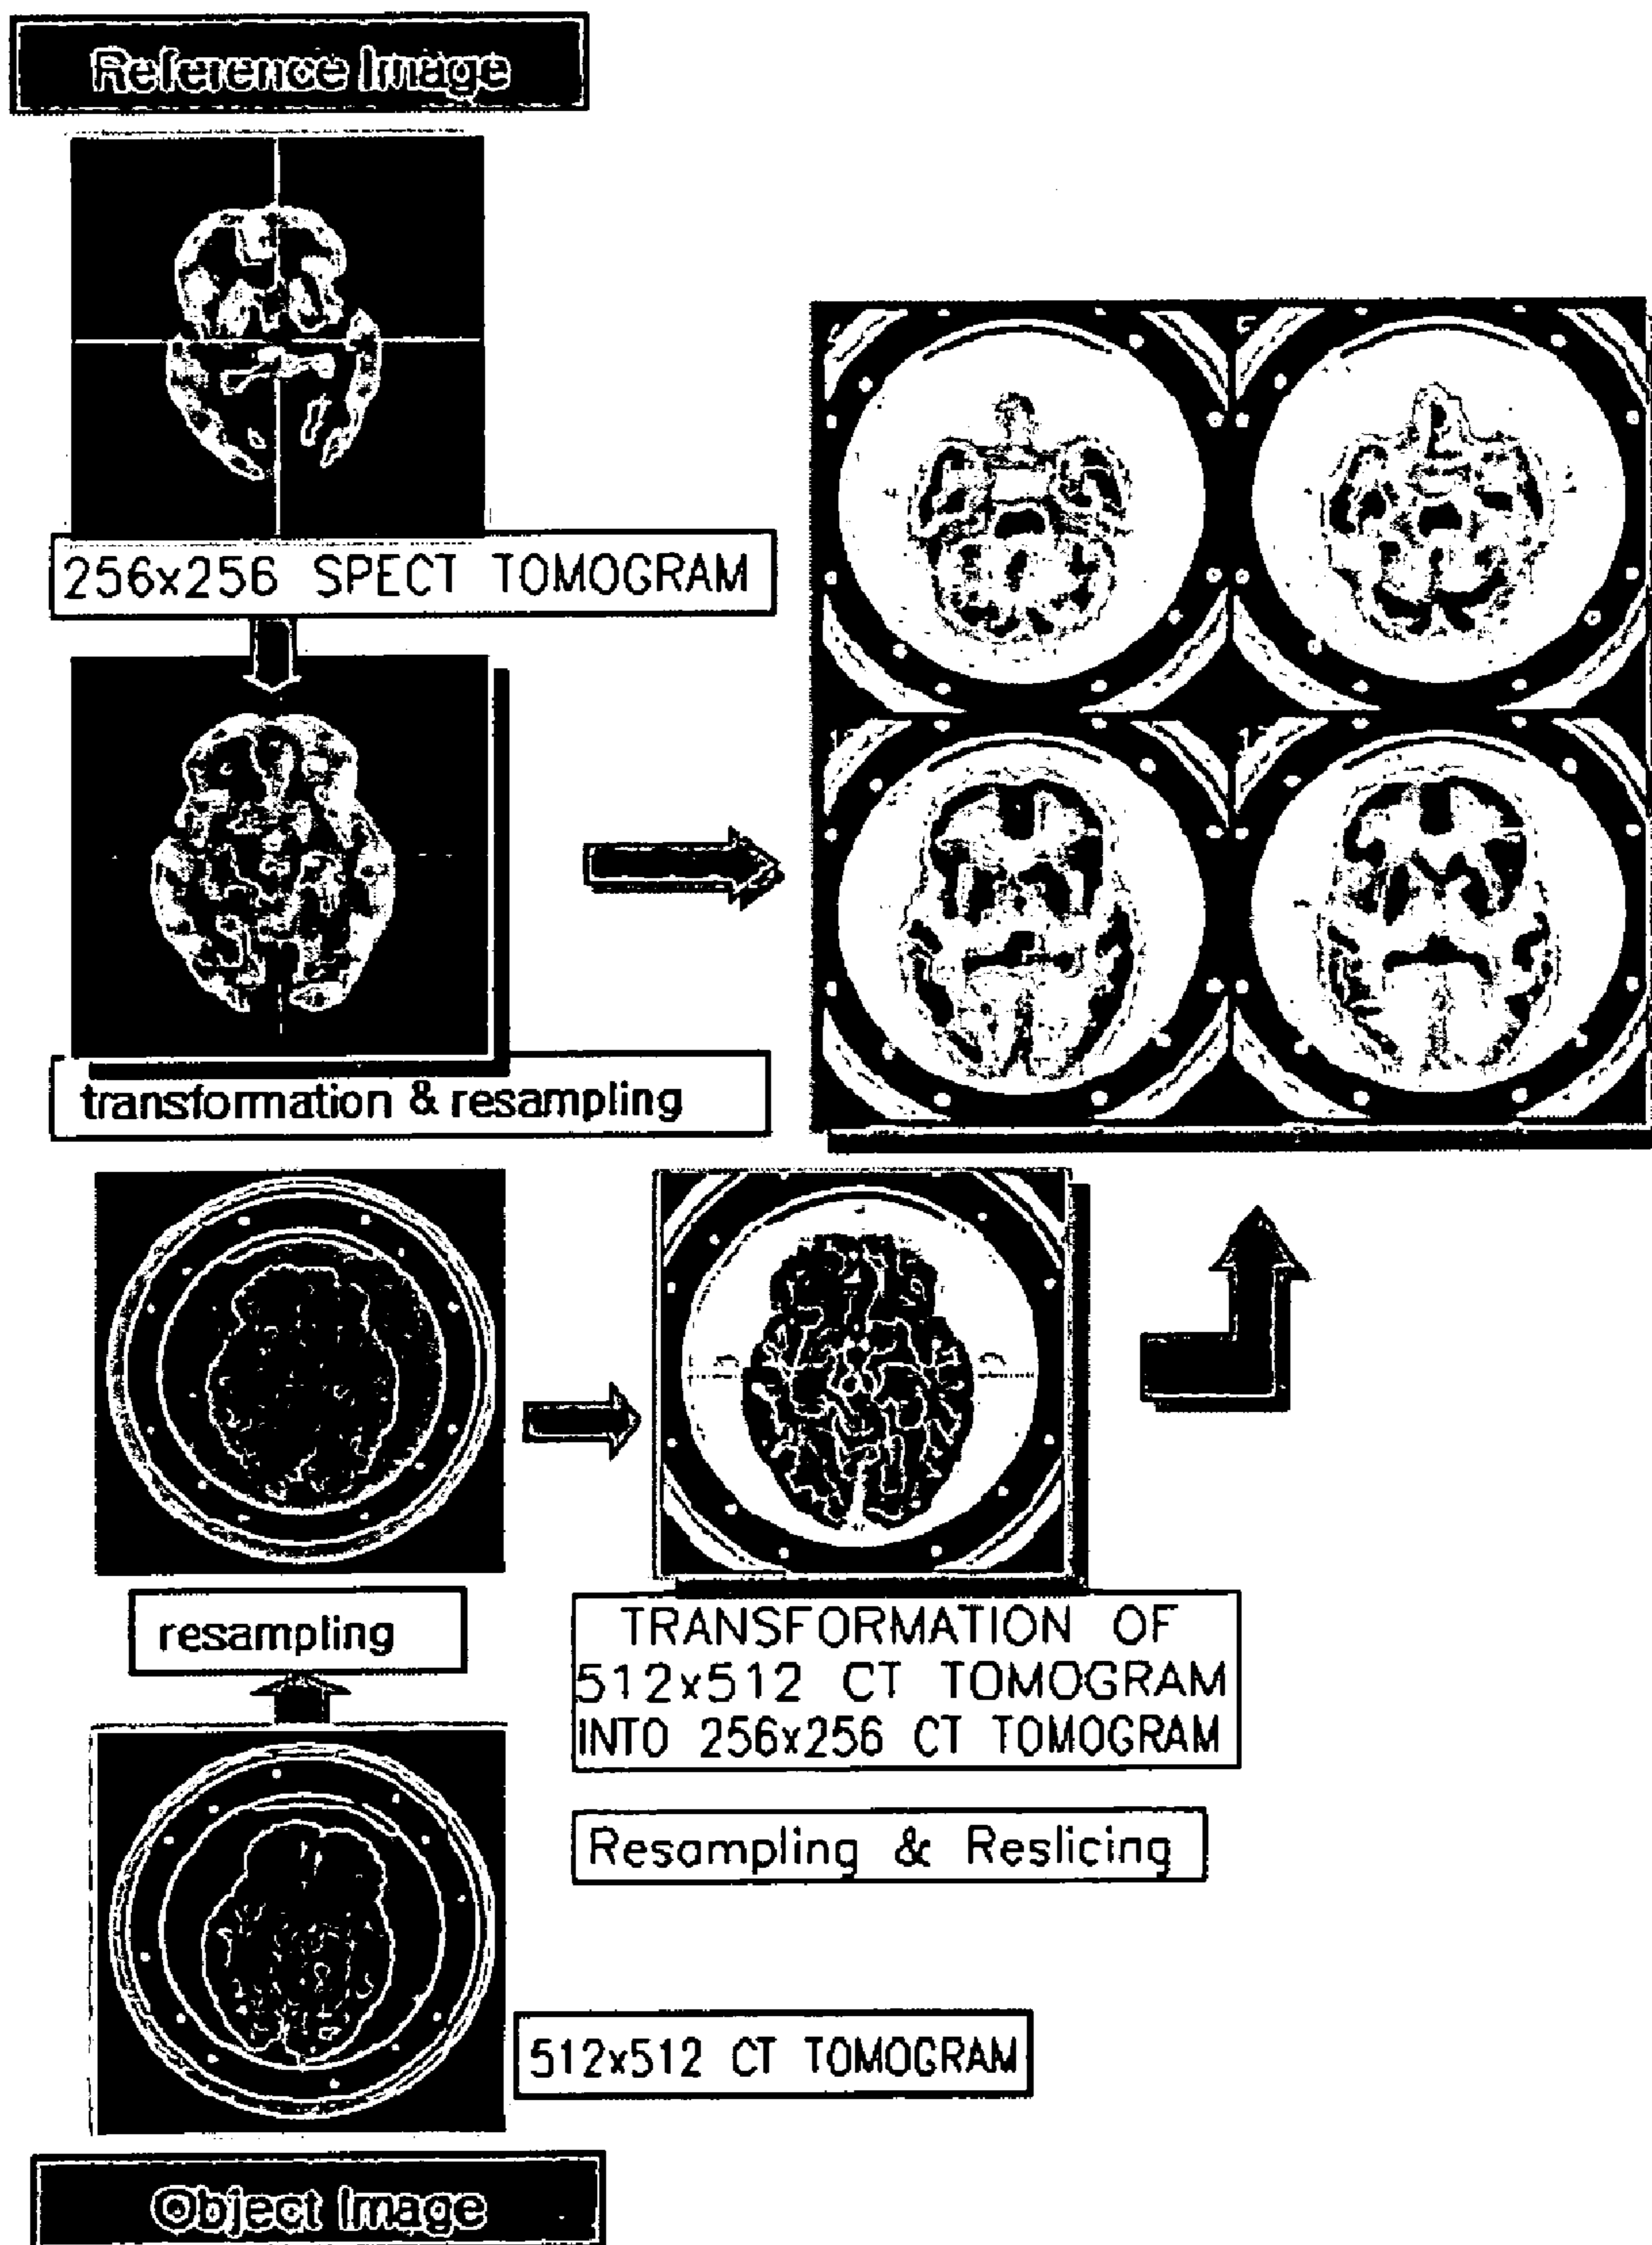 Reference Image
256x256 SPECT TOMOGRAM
transformation & resampling
resampling
TRANSFORMATION OF
512x512 CT TOMOGRAM
INTO 256x256 CT TOMOGRAM
Resampling & Reslicing
512x512 CT TOMOGRAM
Object Image